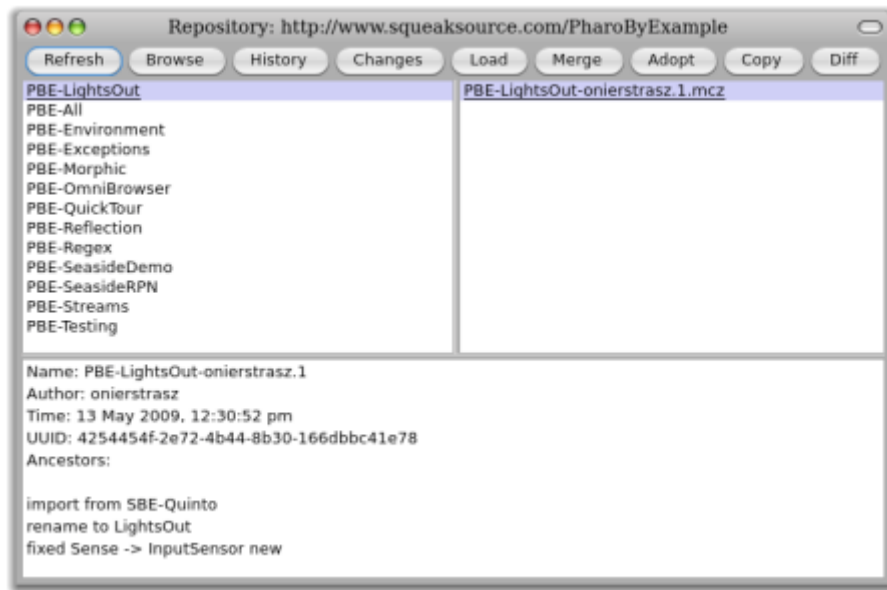 Repository: http://www.squeaksource.com/PharoByExample
Refresh Browse History Changes Load Merge Adopt Copy Diff
PBE-LightsOut
PBE-All
PBE-Environment
PBE-Exceptions
PBE-Morphic
PBE-OmniBrowser
PBE-QuickTour
PBE-Reflection
PBE-Regex
PBE-SeasideDemo
PBE-SeasideRPN
PBE-Streams
PBE-Testing
PBE-LightsOut-onierstrasz.1.mcz
Name: PBE-LightsOut-onierstrasz.1
Author: onierstrasz
Time: 13 May 2009, 12:30:52 pm
UUID: 4254454f-2e72-4b44-8b30-166dbbc41e78
Ancestors:
import from SBE-Quinto
rename to LightsOut
fixed Sense -> InputSensor new